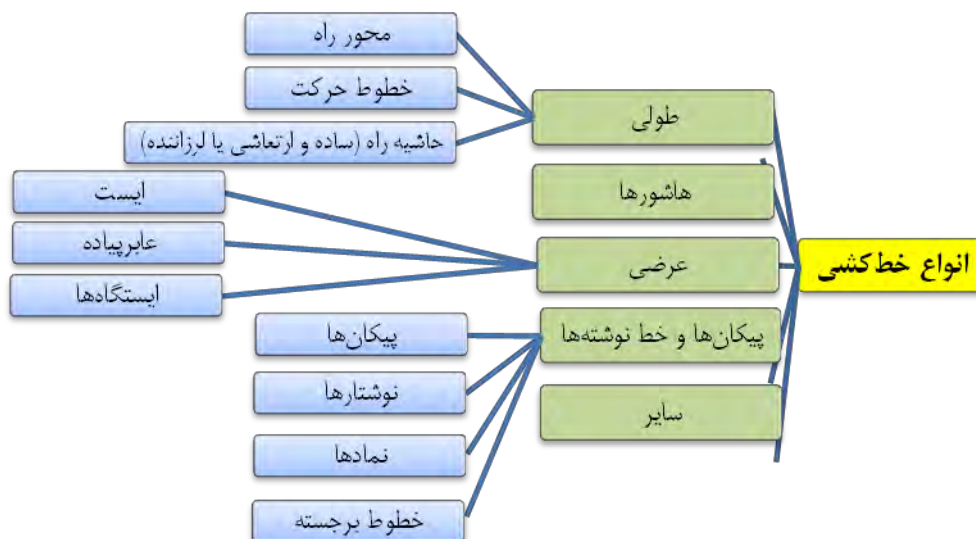 انواع خط‌کشی
طولی
محور راه
خطوط حرکت
حاشیه راه (ساده و ارتعاشی یا لرزاننده)
هاشورها
عرضی
ایست
عابرپیاده
ایستگاه‌ها
پیکان‌ها و خط نوشته‌ها
پیکان‌ها
نوشتارها
نمادها
خطوط برجسته
سایر